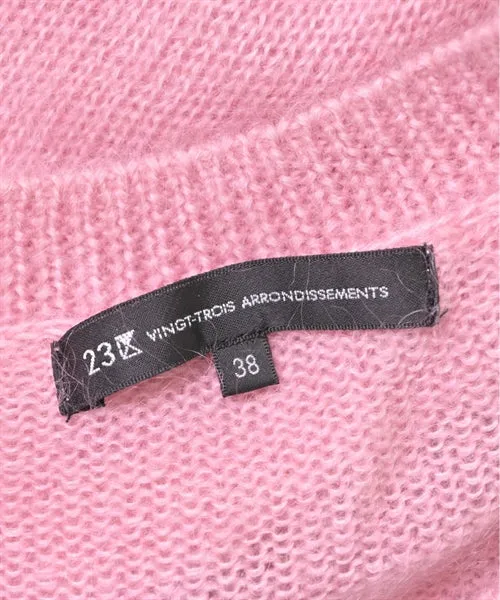 23区 VINGT-TROIS ARRONDISSEMENTS
38